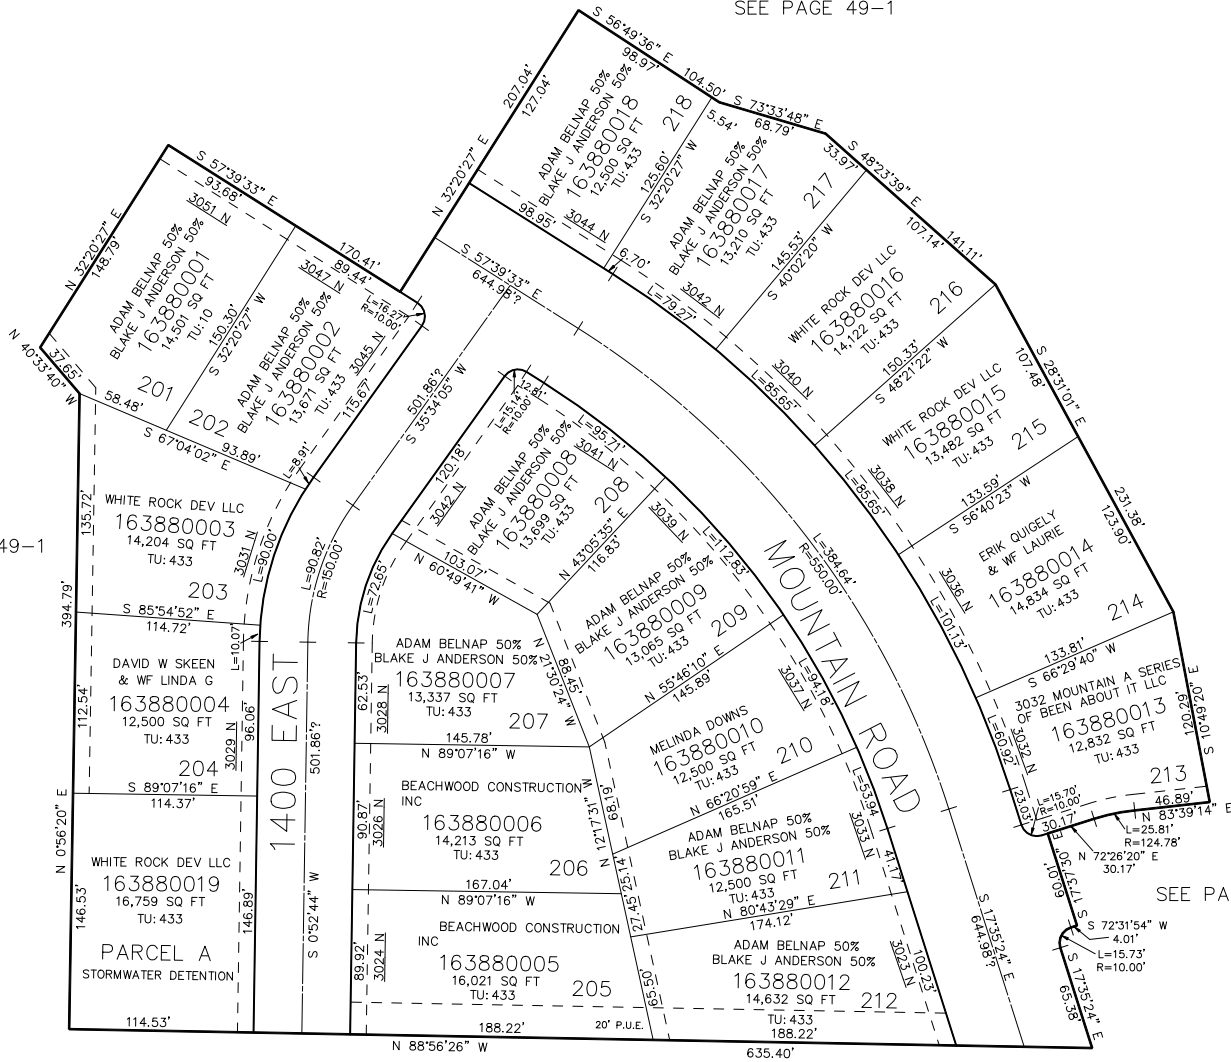 SEE PAGE 49-1
S 56°49'36" E
98.97'
104.50'
207.04'
127.04'
N 32°20'27" E
ADAM BELNAP 50%
BLAKE J ANDERSON 50%
163880018
12,500 SQ FT
TU: 433
218
3044 N
98.95'
125.60'
S 32°20'27" W
S 73°33'48" E
5.54'
68.79'
33.97'
ADAM BELNAP 50%
BLAKE J ANDERSON 50%
163880017
13,210 SQ FT
TU: 433
217
3042 N
6.70'
L=79.27'
145.53'
S 40°02'20" W
S 48°23'39" E
107.14'
141.11'
WHITE ROCK DEV LLC
163880016
14,122 SQ FT
TU: 433
216
3040 N
L=85.65'
150.33'
S 48°21'22" W
S 28°31'01" E
107.48'
231.38'
123.90'
WHITE ROCK DEV LLC
163880015
13,482 SQ FT
TU: 433
215
3038 N
L=85.65'
133.59'
S 56°40'23" W
ERIK QUIGELY
& WF LAURIE
163880014
14,834 SQ FT
TU: 433
214
3036 N
L=101.13'
133.81'
S 66°29'40" W
3032 MOUNTAIN A SERIES
OF BEEN ABOUT IT LLC
163880013
12,832 SQ FT
TU: 433
213
3032 N
L=60.92'
23.03'
S 10°49'20" E
120.29'
L=15.70'
R=10.00'
30.17'
46.89'
N 83°39'14" E
L=25.81'
R=124.78'
N 72°26'20" E
30.17'
S 17°37'30" E
60.01'
SEE PA
S 72°31'54" W
4.01'
L=15.73'
R=10.00'
S 17°35'24" E
65.38'
S 57°39'33" E
93.68'
170.41'
89.44'
N 32°20'27" E
148.79'
3051 N
ADAM BELNAP 50%
BLAKE J ANDERSON 50%
163880001
14,501 SQ FT
TU: 10
201
150.30'
S 32°20'27" W
3047 N
ADAM BELNAP 50%
BLAKE J ANDERSON 50%
163880002
13,671 SQ FT
TU: 433
202
3045 N
115.67'
L=16.27'
R=10.00'
N 40°33'40" W
37.65'
58.48'
S 67°04'02" E
93.89'
L=8.91'
S 57°39'33" E
644.98'?
501.86'?
S 35°34'05" W
WHITE ROCK DEV LLC
163880003
14,204 SQ FT
TU: 433
203
3031 N
L=90.00'
135.72'
49-1
394.79'
S 85°54'52" E
114.72'
L=10.07'
L=90.82'
R=150.00'
DAVID W SKEEN
& WF LINDA G
163880004
12,500 SQ FT
TU: 433
204
3029 N
96.06'
112.54'
S 89°07'16" E
114.37'
N 0°56'20" E
146.53'
WHITE ROCK DEV LLC
163880019
16,759 SQ FT
TU: 433
PARCEL A
STORMWATER DETENTION
146.89'
114.53'
1400 EAST
501.86'?
S 0°52'44" W
L=15.14'
R=10.00'
12.81'
120.18'
3042 N
ADAM BELNAP 50%
BLAKE J ANDERSON 50%
163880008
13,699 SQ FT
TU: 433
208
3041 N
L=95.71'
103.07'
N 60°49'41" W
N 43°05'35" E
116.83'
L=72.65'
ADAM BELNAP 50%
BLAKE J ANDERSON 50%
163880007
13,337 SQ FT
TU: 433
207
3028 N
62.53'
145.78'
N 89°07'16" W
N 21°30'24" W
88.45'
3039 N
L=112.83'
ADAM BELNAP 50%
BLAKE J ANDERSON 50%
163880009
13,065 SQ FT
TU: 433
209
N 55°46'10" E
145.89'
MOUNTAIN ROAD
L=384.64'
R=550.00'
MELINDA DOWNS
163880010
12,500 SQ FT
TU: 433
210
3037 N
L=94.18'
N 66°20'59" E
165.51'
N 12°17'31" W
68.19'
BEACHWOOD CONSTRUCTION
INC
163880006
14,213 SQ FT
TU: 433
206
3026 N
90.87'
167.04'
N 89°07'16" W
25.14'
27.45'
ADAM BELNAP 50%
BLAKE J ANDERSON 50%
163880011
12,500 SQ FT
TU: 433
211
3033 N
L=53.94
41.17'
N 80°43'29" E
174.12'
BEACHWOOD CONSTRUCTION
INC
163880005
16,021 SQ FT
TU: 433
205
3024 N
89.92'
188.22'
20' P.U.E.
65.50'
ADAM BELNAP 50%
BLAKE J ANDERSON 50%
163880012
14,632 SQ FT
212
TU: 433
188.22'
3023 N
100.23'
S 17°35'24" E
644.98'?
N 88°56'26" W
635.40'